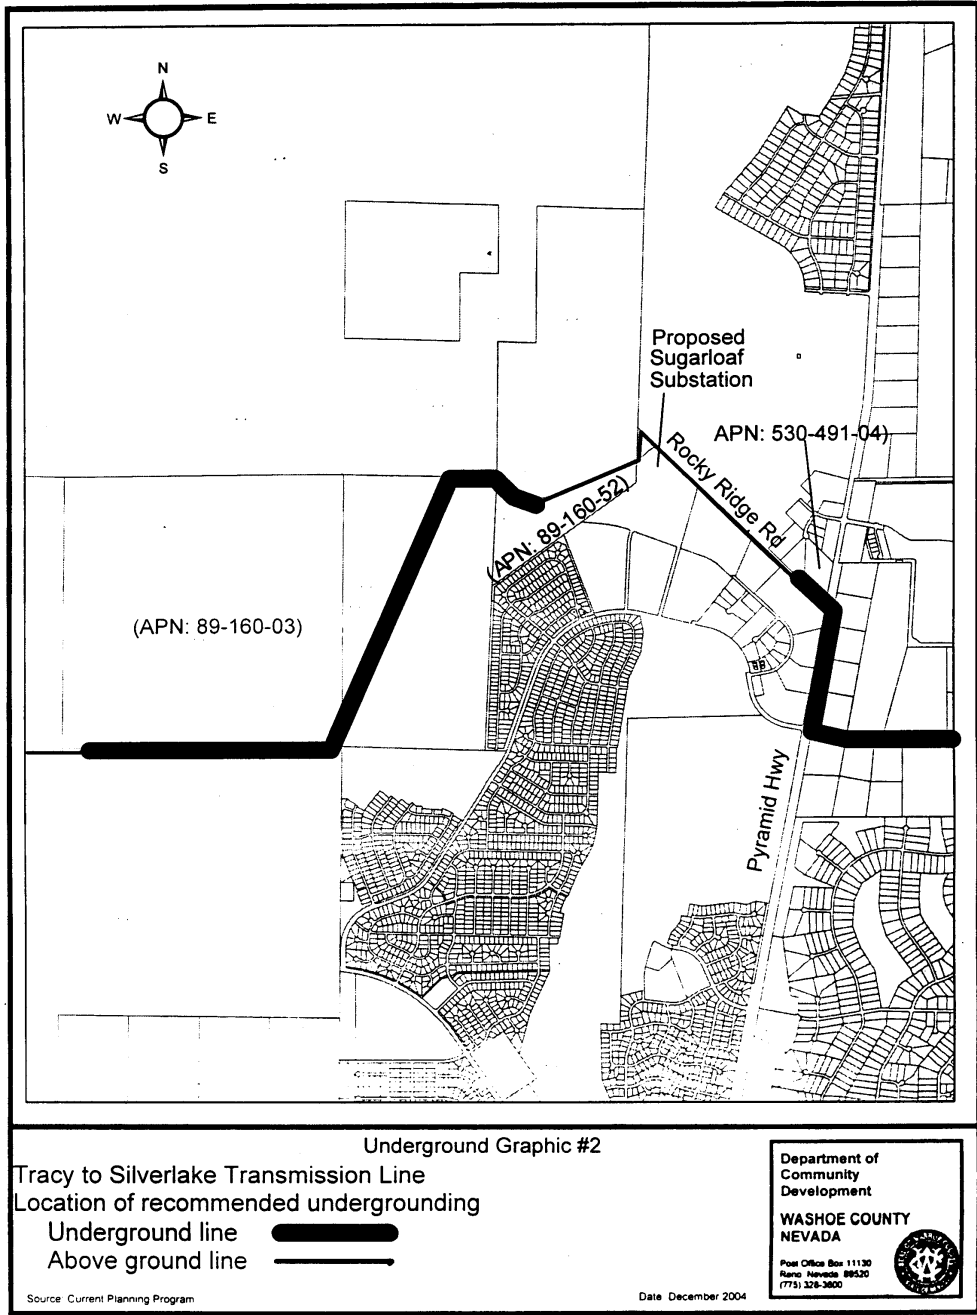 N
W E
S
Proposed
Sugarloaf
Substation
APN: 530-491-04)
Rocky Ridge Rd
(APN: 89-160-52)
(APN: 89-160-03)
Pyramid Hwy
Underground Graphic #2
Tracy to Silverlake Transmission Line
Location of recommended undergrounding
Underground line
Above ground line
Source: Current Planning Program
Date: December 2004
Department of
Community
Development
WASHOE COUNTY
NEVADA
Post Office Box 11130
Reno Nevada 89520
(775) 328-3600